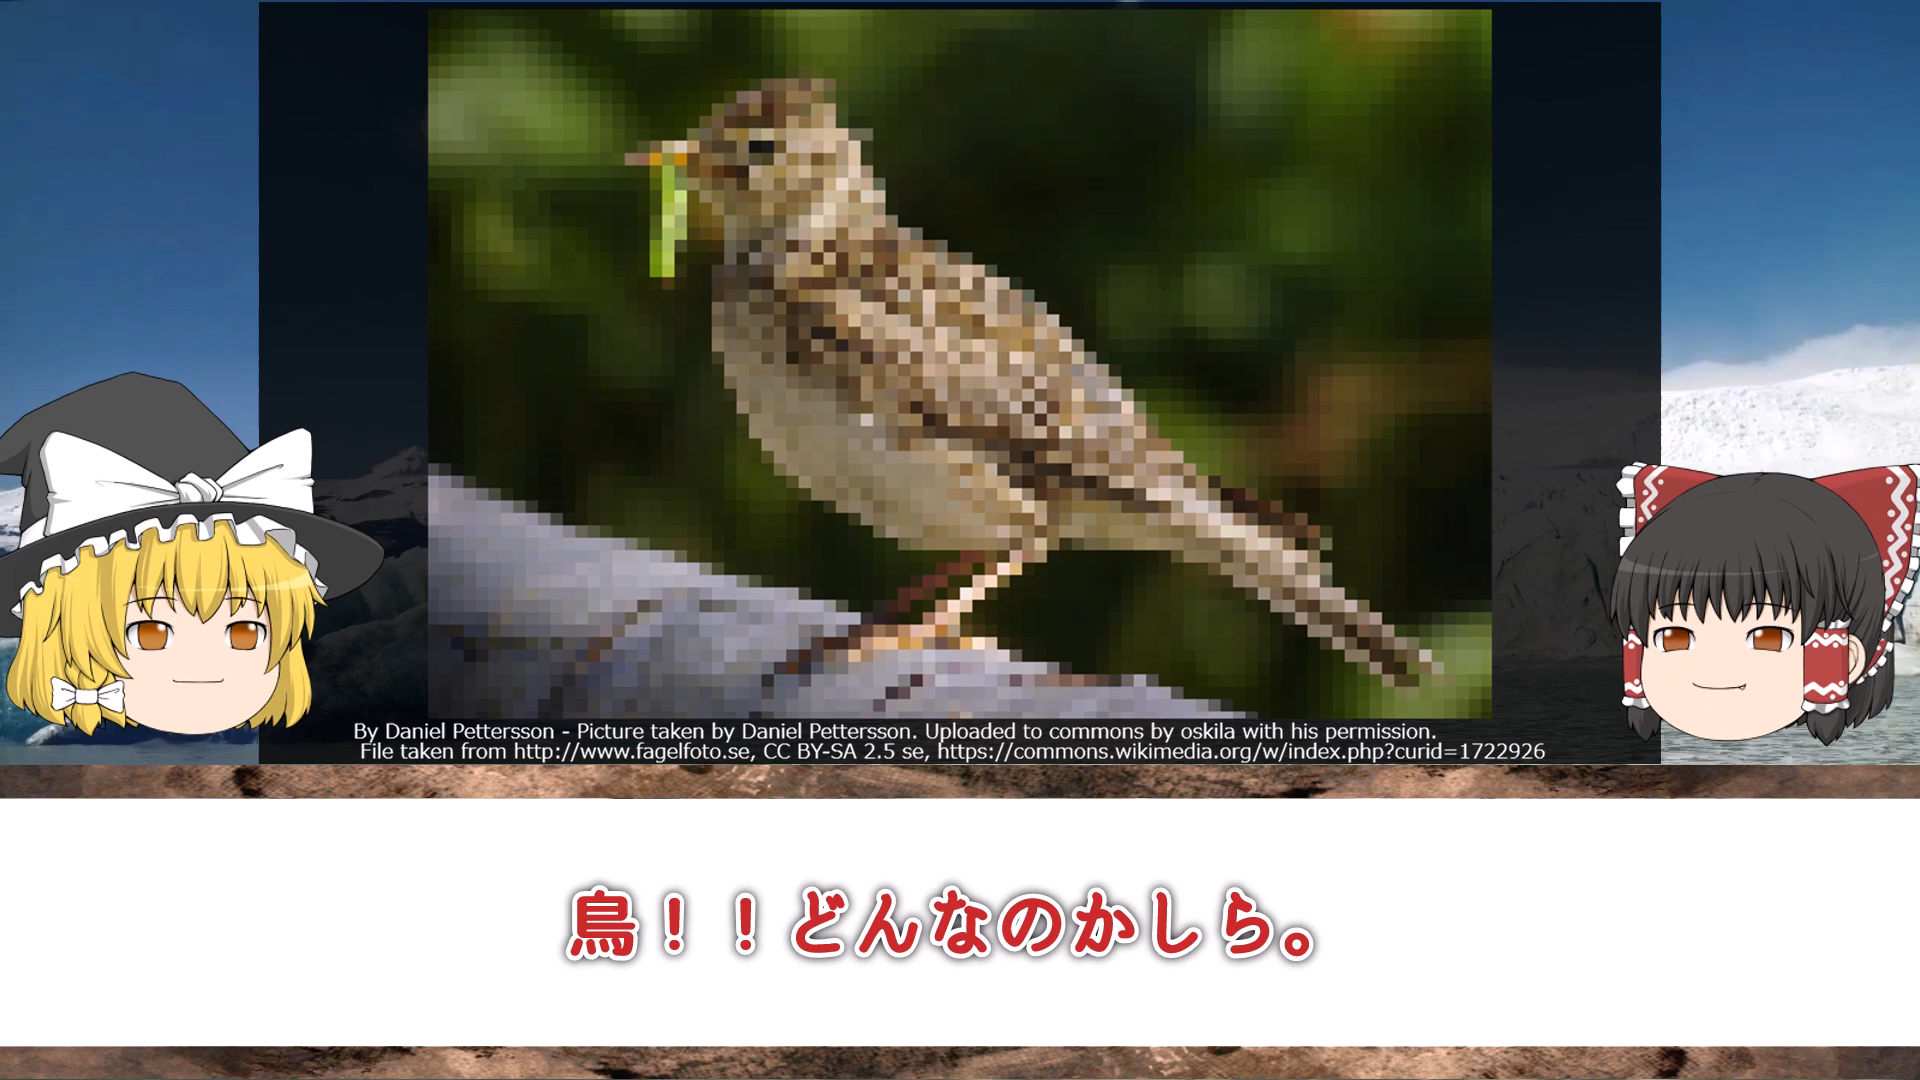 By Daniel Pettersson - Picture taken by Daniel Pettersson. Uploaded to commons by oskila with his permission.
File taken from http://www.fagelfoto.se, CC BY-SA 2.5 se, https://commons.wikimedia.org/w/index.php?curid=1722926
鳥！！どんなのかしら。